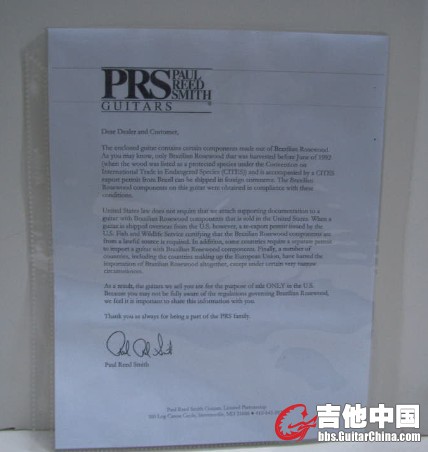 PRS PAUL
REED
SMITH
GUITARS
Dear Dealer and Customer,
The enclosed guitar contains certain components made out of Brazilian Rosewood.
As you may know, only Brazilian Rosewood that was harvested before June of 1992
(when the wood was listed as a protected species under the Convention on
International Trade in Endangered Species (CITES)) and is accompanied by a CITES
export permit from Brazil can be shipped in foreign commerce. The Brazilian
Rosewood components on this guitar were obtained in compliance with these
conditions.
United States law does not require that we attach supporting documentation to a
guitar with Brazilian Rosewood components that is sold in the United States. When a
guitar is shipped overseas from the U.S. however, a re-export permit issued by the
U.S. Fish and Wildlife Service certifying that the Brazilian Rosewood components are
from a lawful source is required. In addition, some countries require a separate permit
to import a guitar with Brazilian Rosewood components. Finally, a number of
countries, including the countries making up the European Union, have banned the
importation of Brazilian Rosewood altogether, except under certain very narrow
circumstances.
As a result, the guitars we sell you are for the purpose of sale ONLY in the U.S.
Because you may not be fully aware of the regulations governing Brazilian Rosewood,
we feel it is important to share this information with you.
Thank you as always for being a part of the PRS family.
Paul Reed Smith
Paul Reed Smith Guitars Limited Partnership
吉他中国
bbs.GuitarChina.com